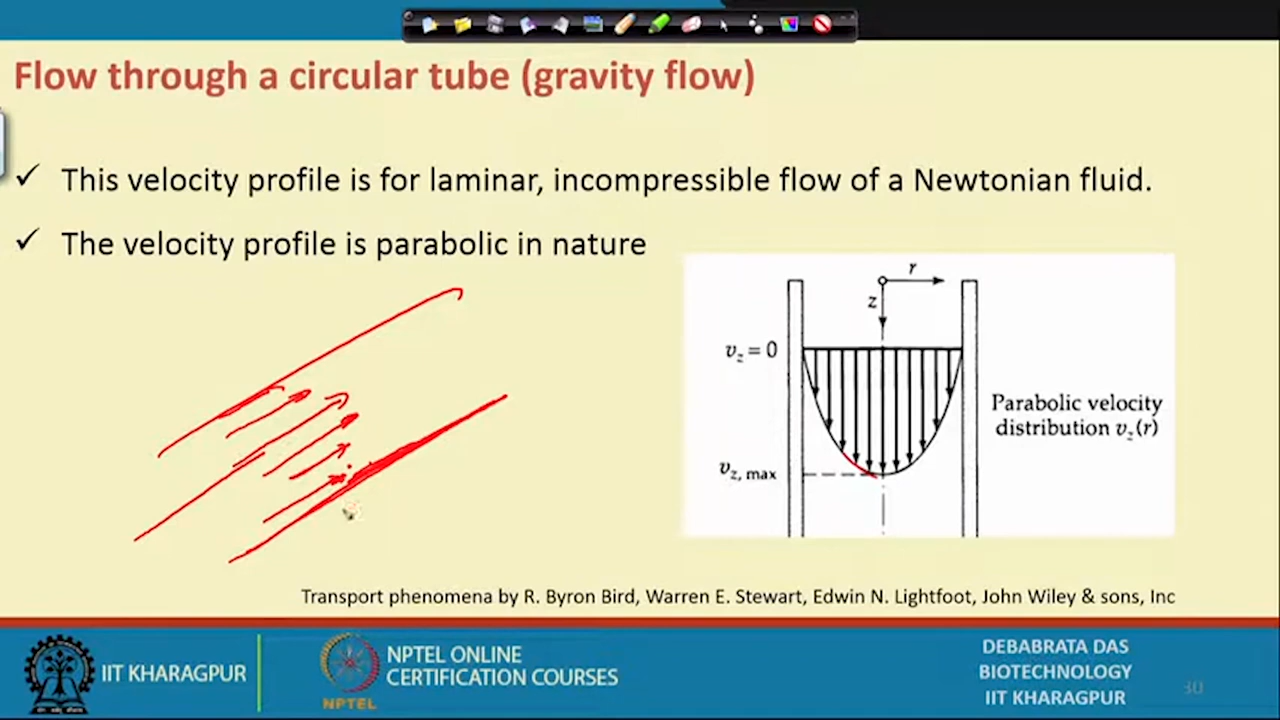 Flow through a circular tube (gravity flow)
✓ This velocity profile is for laminar, incompressible flow of a Newtonian fluid.
✓ The velocity profile is parabolic in nature
r
z
v_z = 0
Parabolic velocity
distribution v_z(r)
v_z, max
Transport phenomena by R. Byron Bird, Warren E. Stewart, Edwin N. Lightfoot, John Wiley & sons, Inc
IIT KHARAGPUR
NPTEL
NPTEL ONLINE
CERTIFICATION COURSES
DEBABRATA DAS
BIOTECHNOLOGY
IIT KHARAGPUR
30